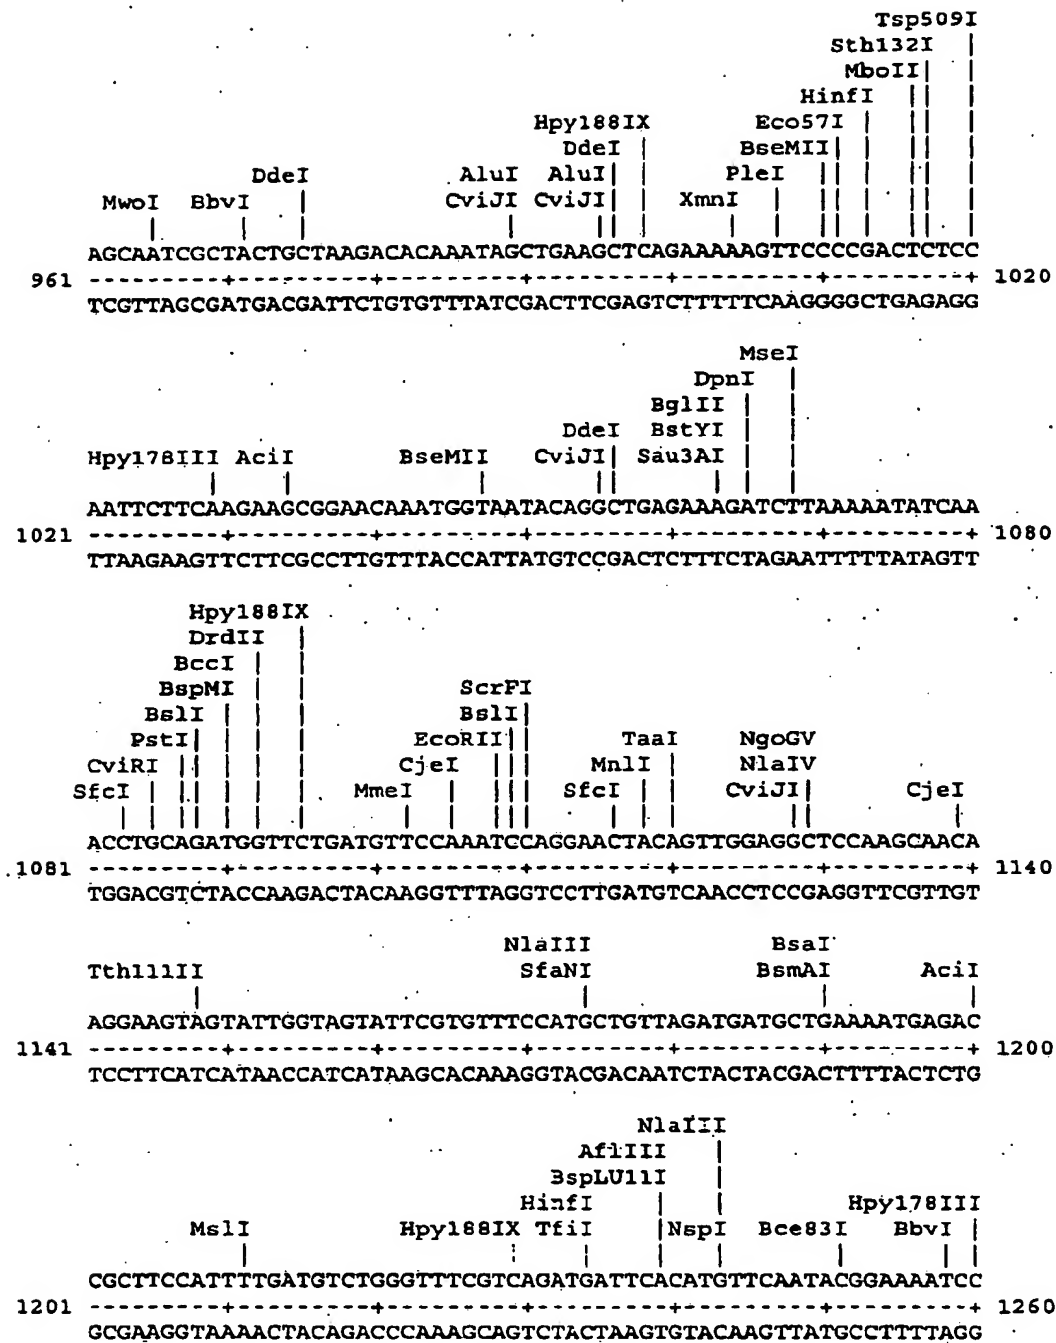 Tsp509I
Sth132I
MboII
HinfI
Hpy188IX Eco57I
DdeI BseMII
DdeI AluI AluI PleI
MwoI BbvI CviJI CviJI XmnI
AGCAATCGCTACTGCTAAGACACAAATAGCTGAAGCTCAGAAAAAGTTCCCCGACTCTCC
961 ---------+---------+---------+---------+---------+---------+ 1020
TCGTTAGCGATGACGATTCTGTGTTTATCGACTTCGAGTCTTTTTCAAGGGGCTGAGAGG
MseI
DpnI
BglII
DdeI BstYI
Hpy178III AciI BseMII CviJI Sau3AI
AATTCTTCAAGAAGCGGAACAAATGGTAATACAGGCTGAGAAAGATCTTAAAAATATCAA
1021 ---------+---------+---------+---------+---------+---------+ 1080
TTAAGAAGTTCTTCGCCTTGTTTACCATTATGTCCGACTCTTTCTAGAATTTTTATAGTT
Hpy188IX
DrdII
BccI
BspMI ScrFI
BslI BslI
PstI EcoRII TaaI NgoGV
CviRI CjeI MnlI NlaIV
SfcI MmeI SfcI CviJI CjeI
ACCTGCAGATGGTTCTGATGTTCCAAATCCAGGAACTACAGTTGGAGGCTCCAAGCAACA
1081 ---------+---------+---------+---------+---------+---------+ 1140
TGGACGTCTACCAAGACTACAAGGTTTAGGTCCTTGATGTCAACCTCCGAGGTTCGTTGT
NlaIII BsaI
Tth111II SfaNI BsmAI AciI
AGGAAGTAGTATTGGTAGTATTCGTGTTTCCATGCTGTTAGATGATGCTGAAAATGAGAC
1141 ---------+---------+---------+---------+---------+---------+ 1200
TCCTTCATCATAACCATCATAAGCACAAAGGTACGACAATCTACTACGACTTTTACTCTG
NlaIII
AflIII
BspLU11I
HinfI Hpy178III
MslI Hpy188IX TfiI NspI Bce83I BbvI
CGCTTCCATTTTGATGTCTGGGTTTCGTCAGATGATTCACATGTTCAATACGGAAAATCC
1201 ---------+---------+---------+---------+---------+---------+ 1260
GCGAAGGTAAAACTACAGACCCAAAGCAGTCTACTAAGTGTACAAGTTATGCCTTTTAGG